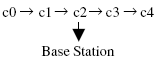 c0→ c1→ c2→c3→ c4
Base Station